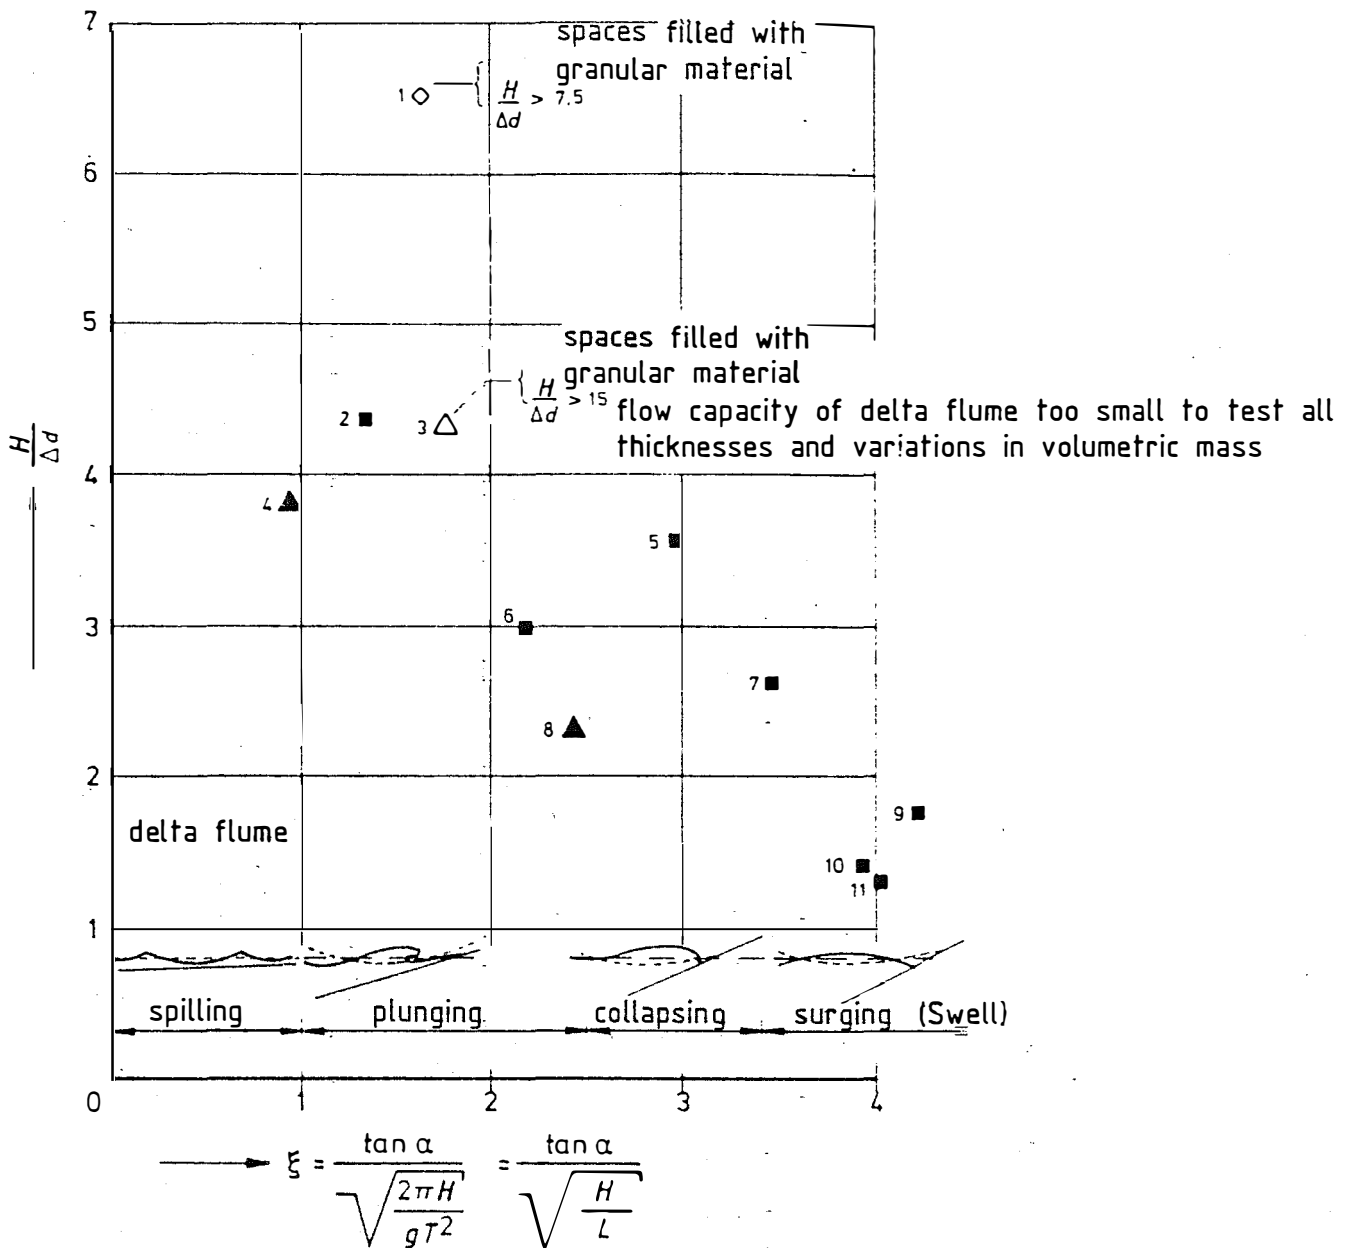 7
spaces filled with
granular material
1
H/Δd > 7.5
6
5
spaces filled with
granular material
H/Δd > 15
flow capacity of delta flume too small to test all
thicknesses and variations in volumetric mass
2
3
H/Δd
4
4
5
6
3
7
8
2
9
delta flume
10
11
1
spilling
plunging
collapsing
surging (Swell)
0
1
2
3
4
ξ = tan α / √(2πH / gT²) = tan α / √(H / L)